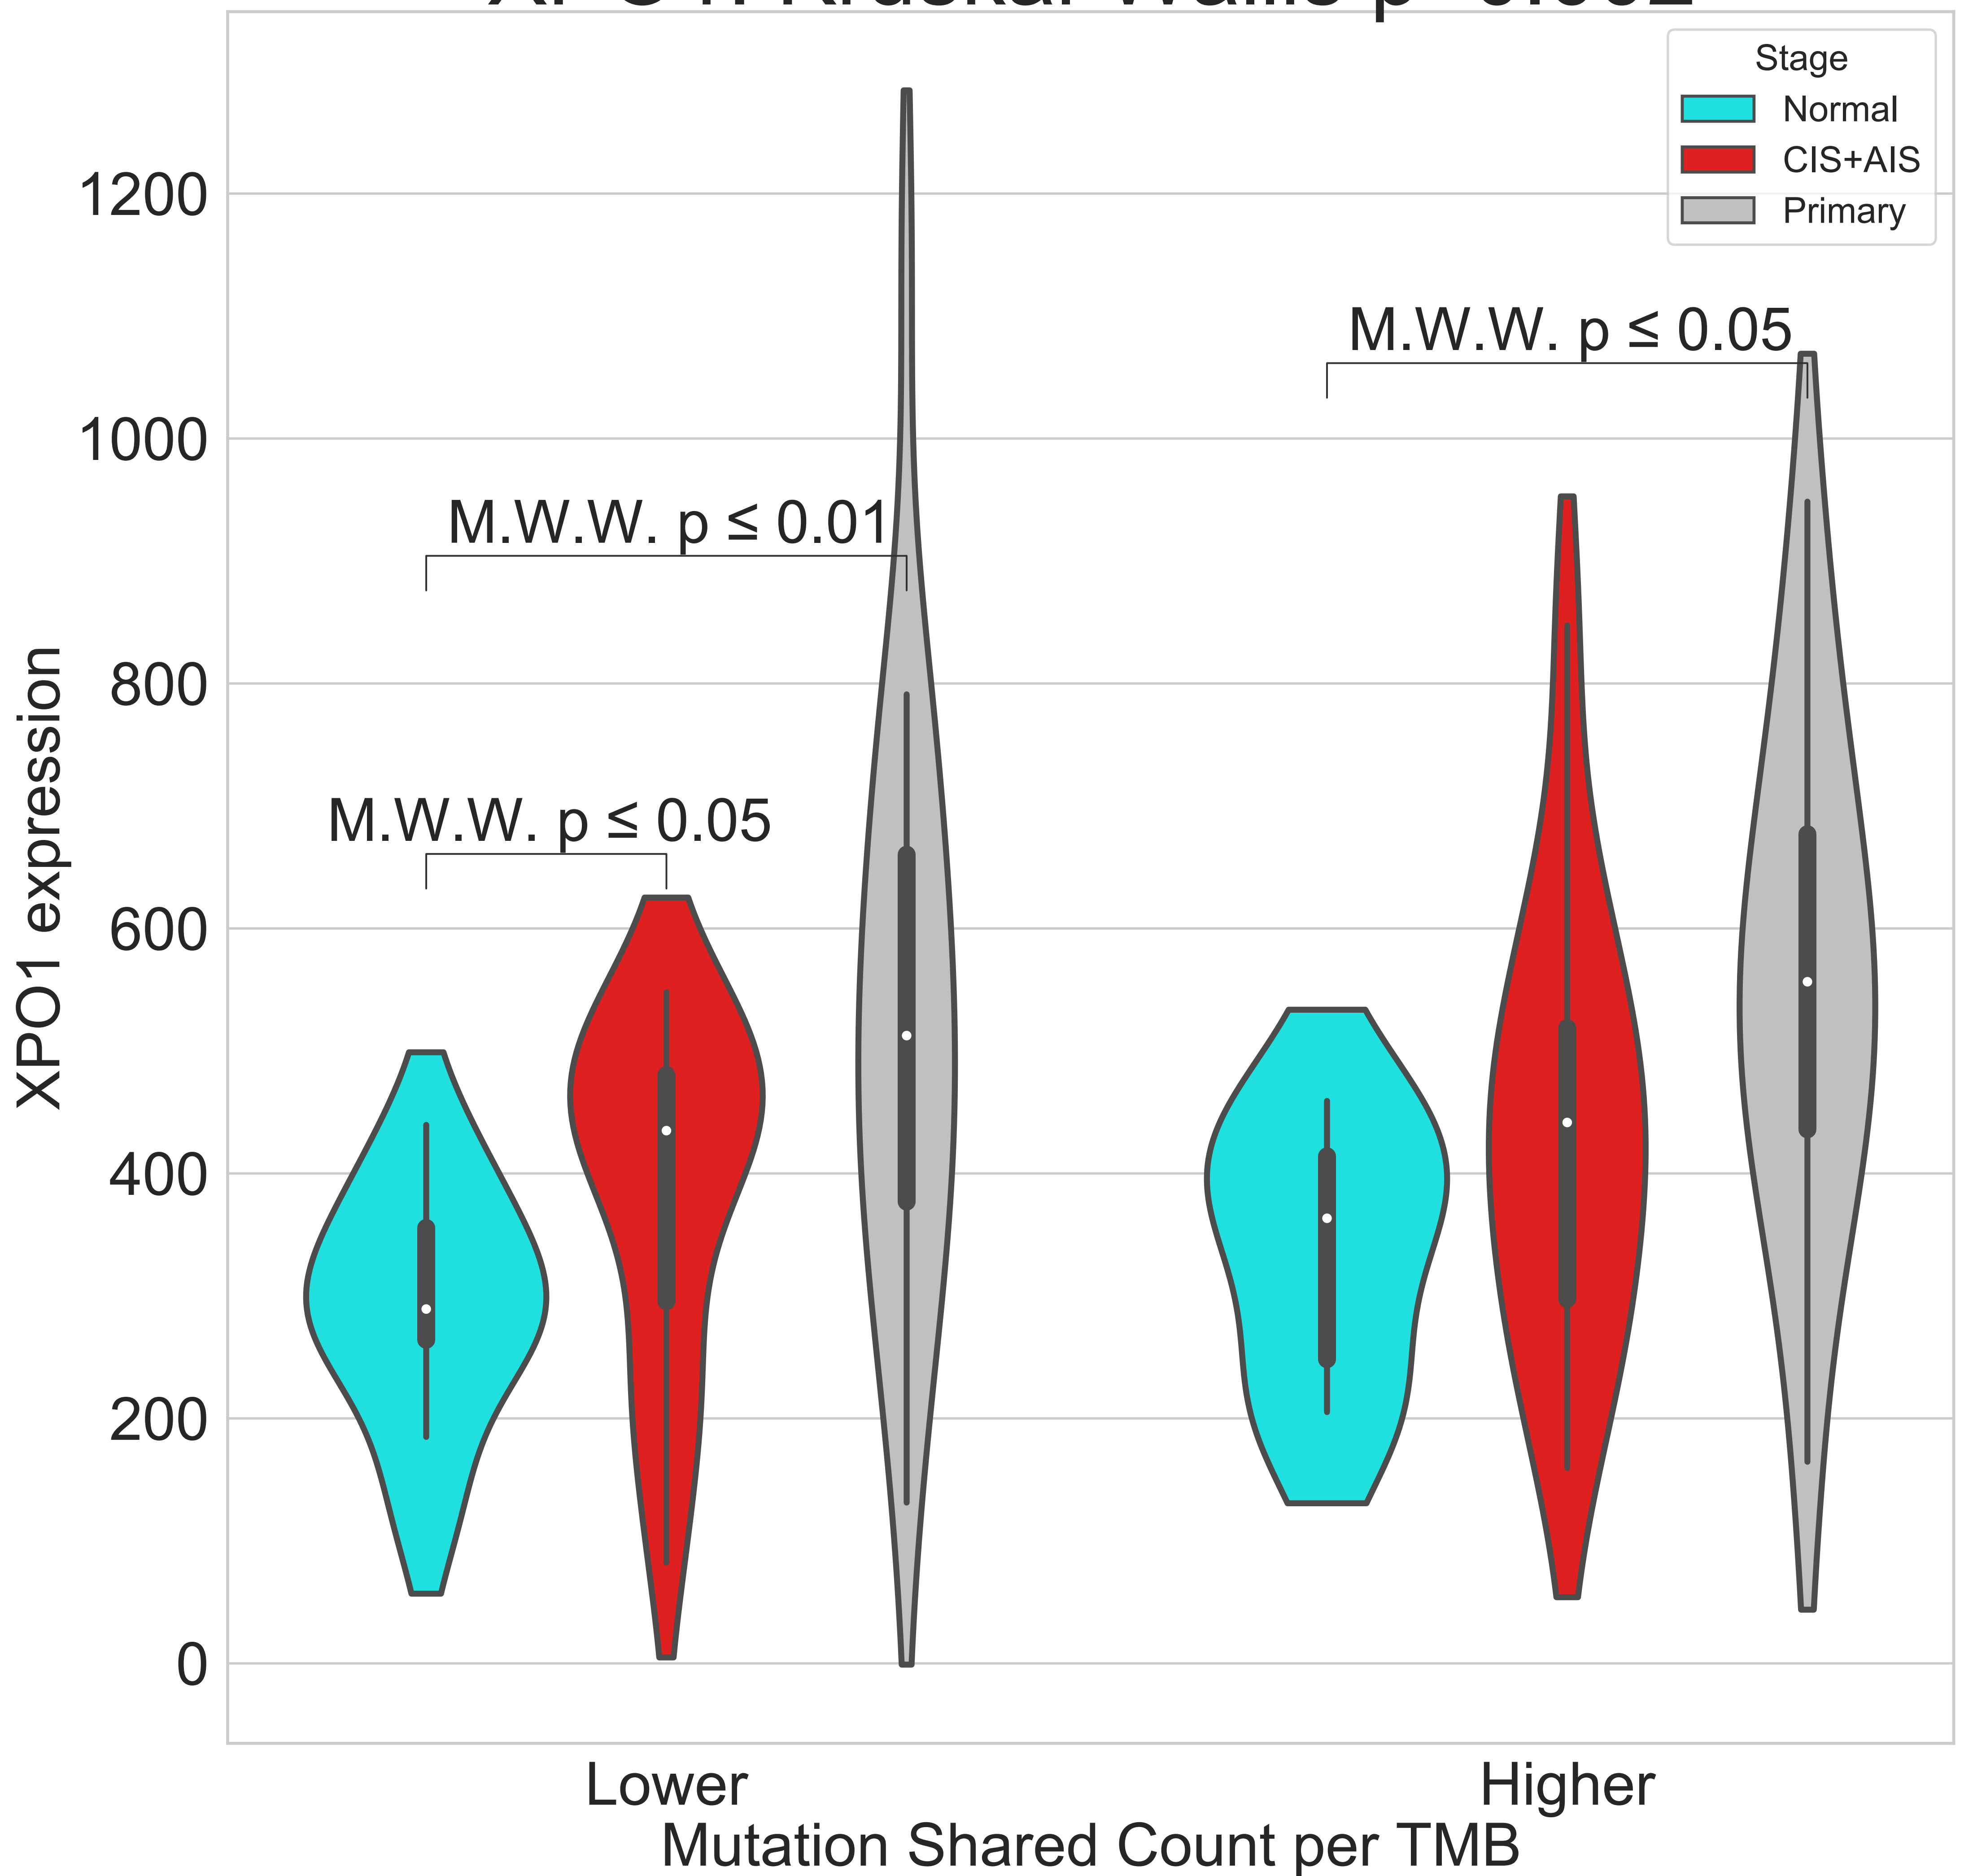 Stage
Normal
CIS+AIS
Primary
1200
1000
800
600
400
200
0
XPO1 expression
M.W.W. p ≤ 0.05
M.W.W. p ≤ 0.01
M.W.W. p ≤ 0.05
Lower
Higher
Mutation Shared Count per TMB